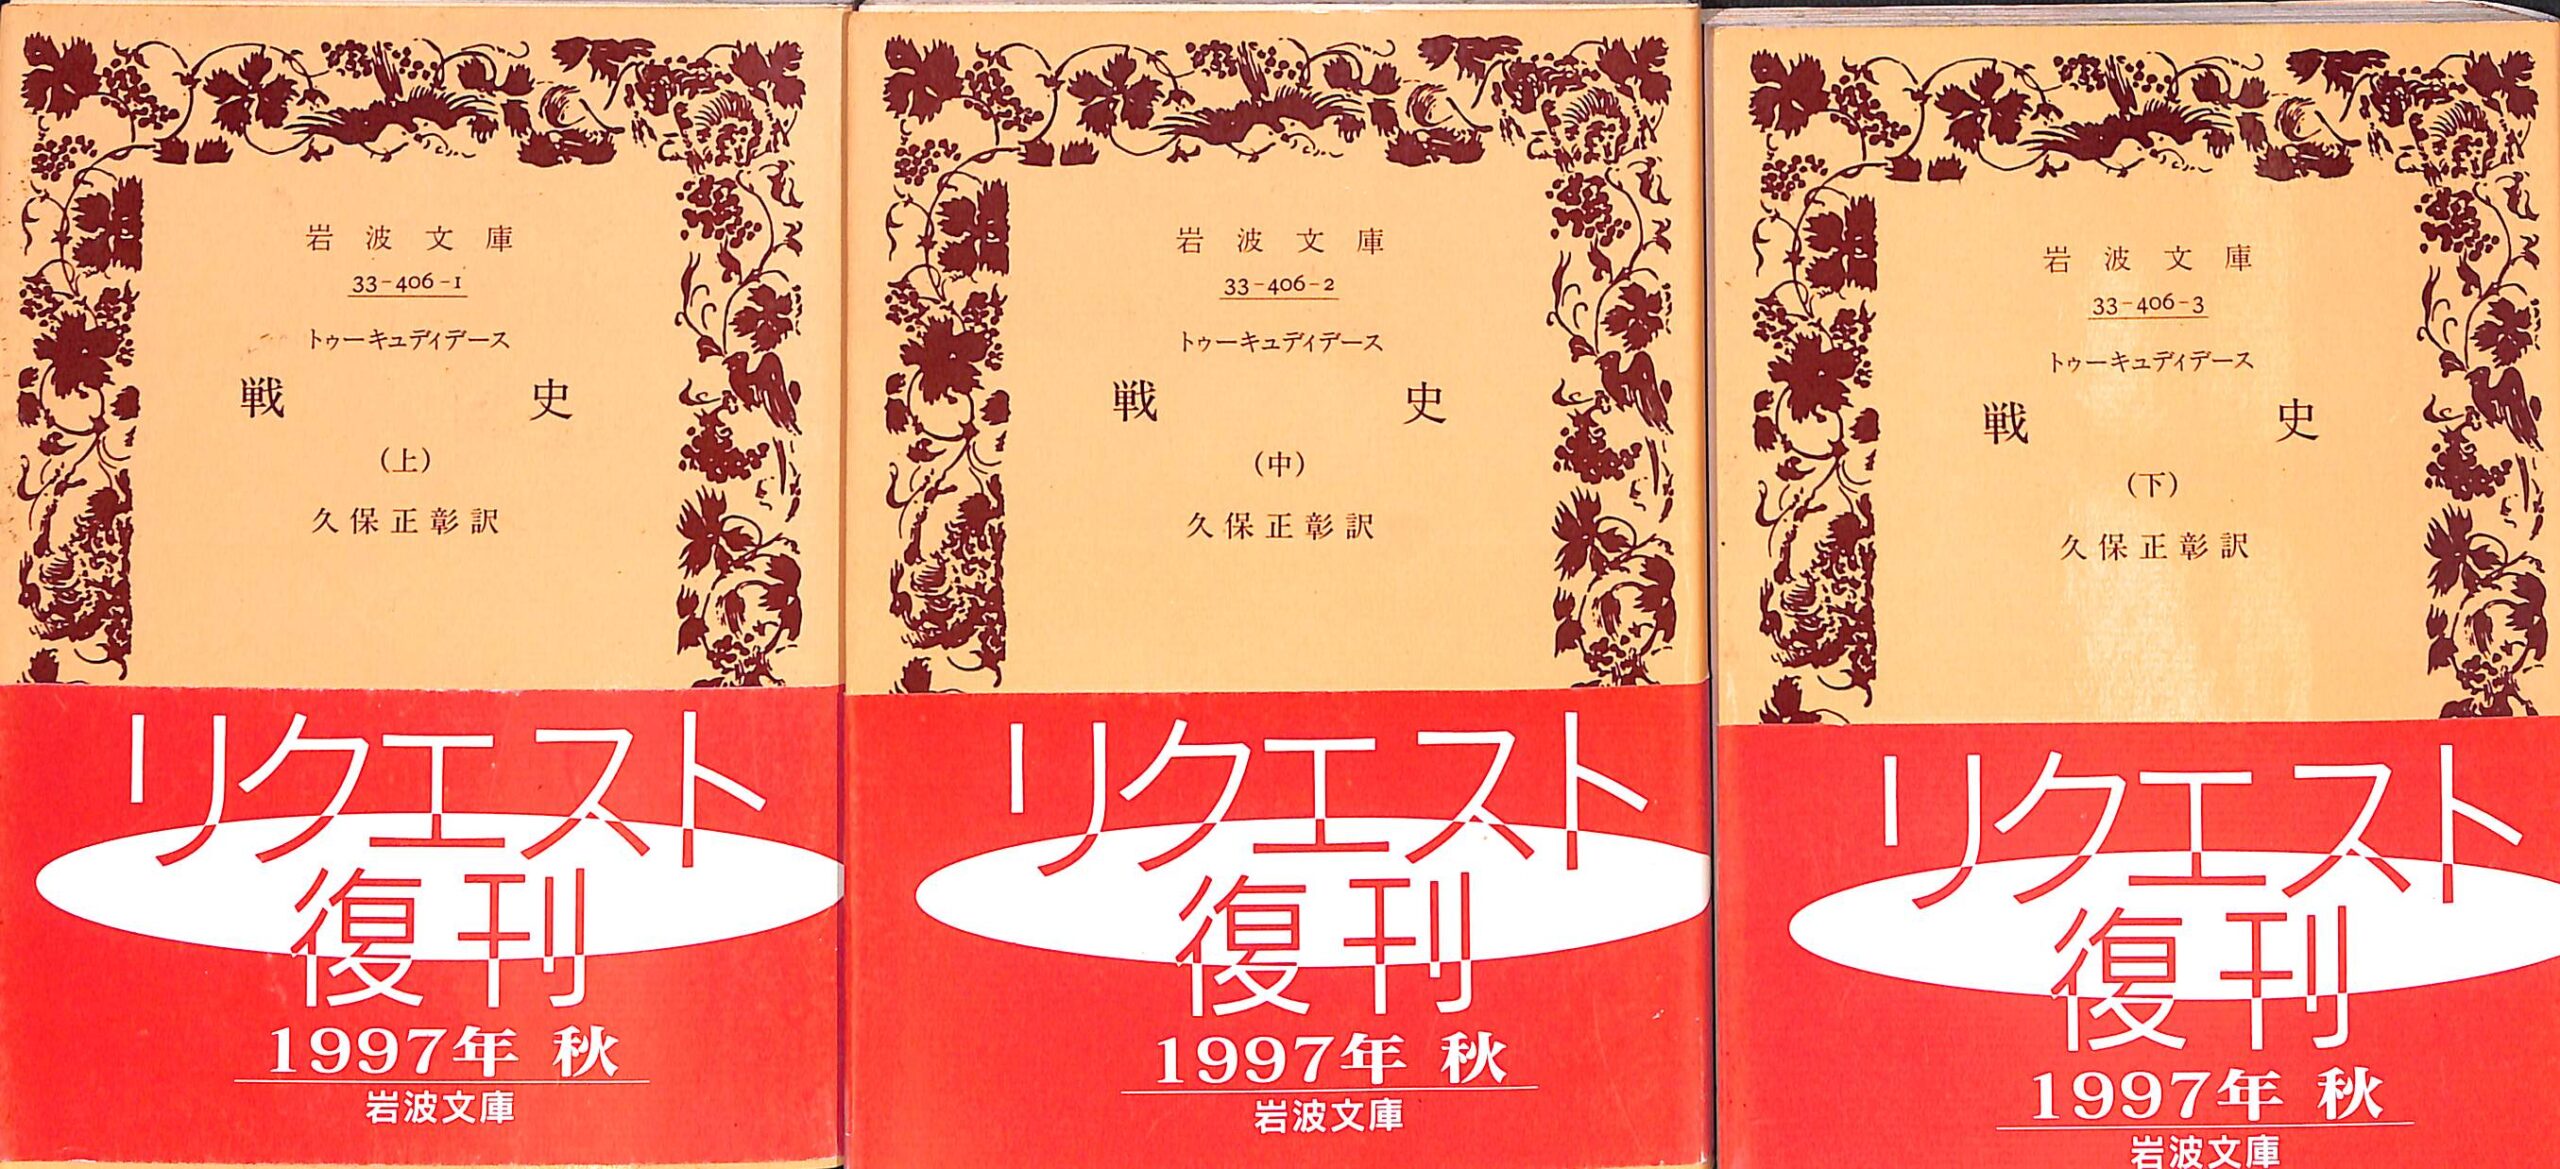 岩波文庫
33-406-1
トゥーキュディデース
戦史
(上)
久保正彰訳
リクエスト
復刊
1997年 秋
岩波文庫
岩波文庫
33-406-2
トゥーキュディデース
戦史
(中)
久保正彰訳
リクエスト
復刊
1997年 秋
岩波文庫
岩波文庫
33-406-3
トゥーキュディデース
戦史
(下)
久保正彰訳
リクエスト
復刊
1997年 秋
岩波文庫